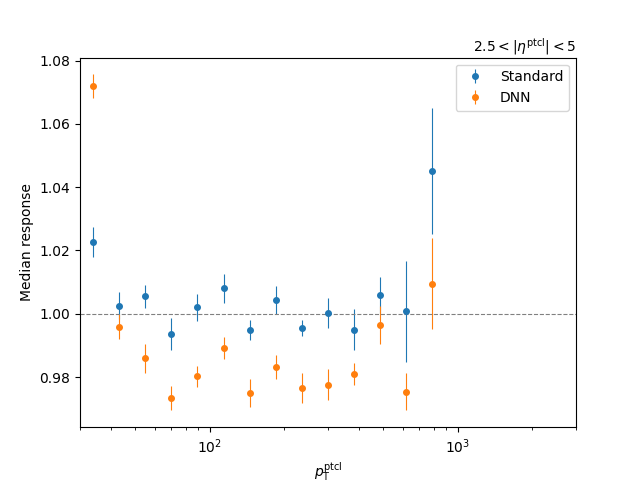 2.5 < |η^ptcl| < 5
Standard
DNN
Median response
1.08
1.06
1.04
1.02
1.00
0.98
10^2
10^3
p_T^ptcl